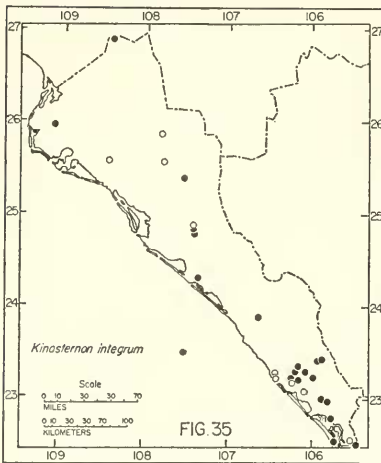 109 108 107 106
27 27
26 26
25 25
24 24
Kinosternon integrum
Scale
23 23
0 10 30 50 70
MILES
0 10 30 50 70 100
KILOMETERS
FIG. 35
109 108 107 106